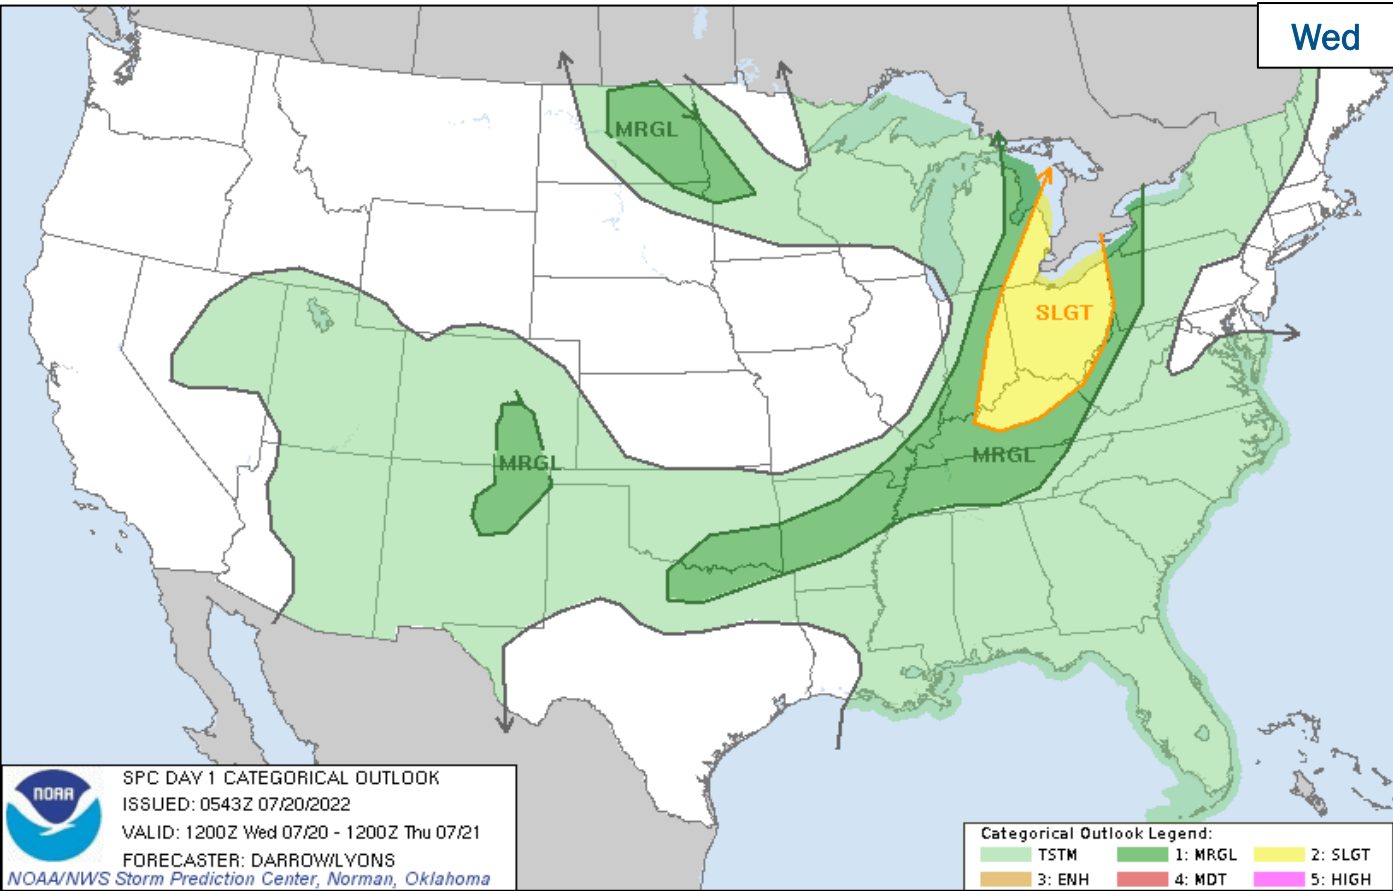 Wed
MRGL
SLGT
MRGL
MRGL
NOAA
SPC DAY 1 CATEGORICAL OUTLOOK
ISSUED: 0543Z 07/20/2022
VALID: 1200Z Wed 07/20 - 1200Z Thu 07/21
FORECASTER: DARROW/LYONS
NOAA/NWS Storm Prediction Center, Norman, Oklahoma
Categorical Outlook Legend:
TSTM 1: MRGL 2: SLGT
3: ENH 4: MDT 5: HIGH